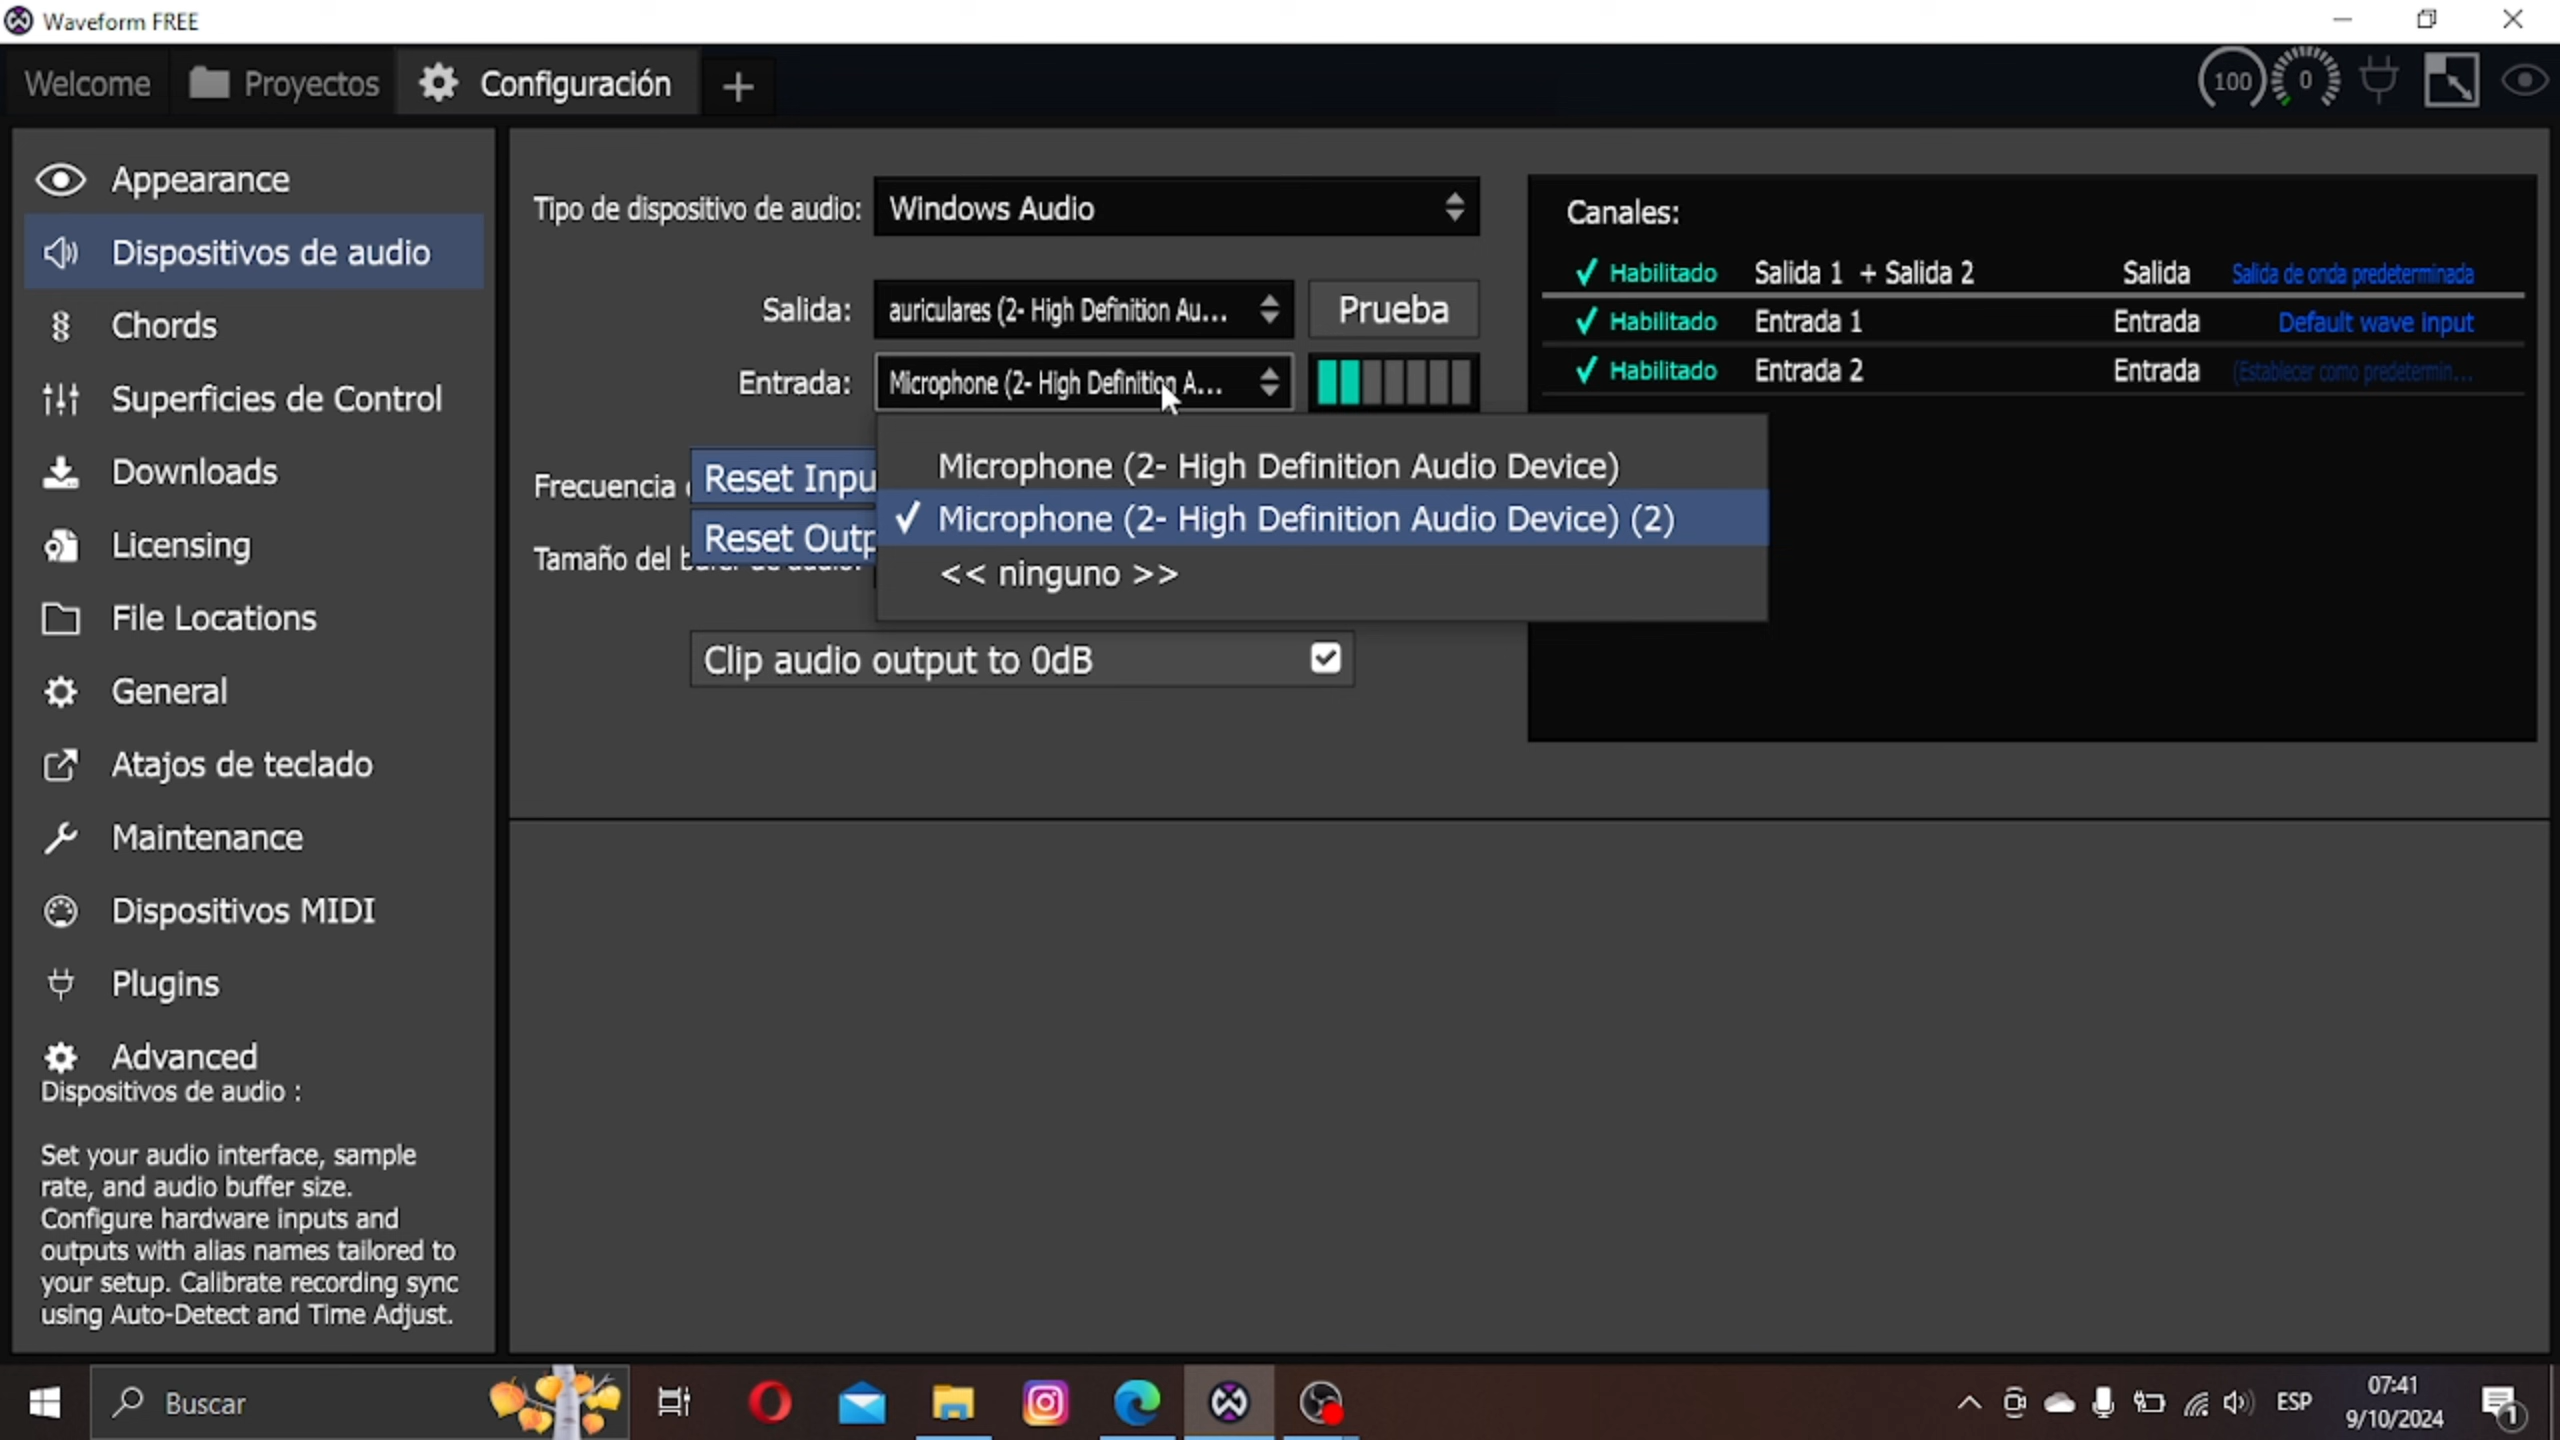 Waveform FREE
Welcome
Proyectos
Configuración
+
100
0
Appearance
Dispositivos de audio
Chords
Superficies de Control
Downloads
Licensing
File Locations
General
Atajos de teclado
Maintenance
Dispositivos MIDI
Plugins
Advanced
Dispositivos de audio :
Set your audio interface, sample
rate, and audio buffer size.
Configure hardware inputs and
outputs with alias names tailored to
your setup. Calibrate recording sync
using Auto-Detect and Time Adjust.
Tipo de dispositivo de audio: Windows Audio
Salida: auriculares (2- High Definition Au... Prueba
Entrada: Microphone (2- High Definition A...
Microphone (2- High Definition Audio Device)
Microphone (2- High Definition Audio Device) (2)
<< ninguno >>
Frecuencia
Reset Inpu
Reset Outp
Tamaño del
Clip audio output to 0dB
Canales:
Habilitado Salida 1 + Salida 2 Salida Salida de onda predeterminada
Habilitado Entrada 1 Entrada Default wave input
Habilitado Entrada 2 Entrada (Establecer como predetermin...
Buscar
ESP
07:41
9/10/2024
1